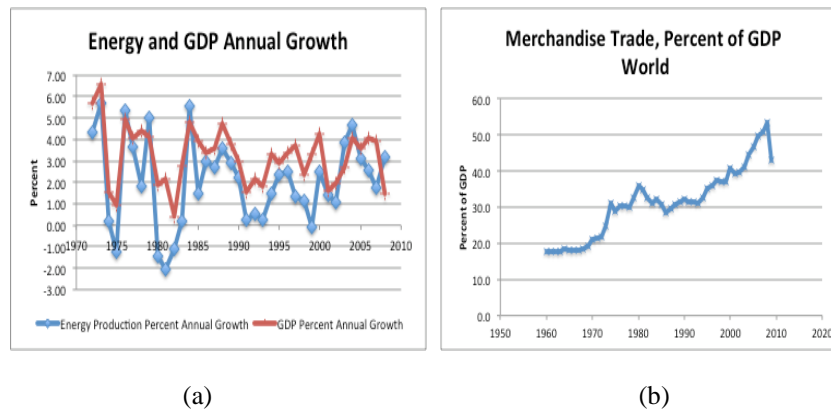 Energy and GDP Annual Growth
7.00
6.00
5.00
4.00
3.00
2.00
1.00
0.00
-1.00
-2.00
-3.00
Percent
1970 1975 1980 1985 1990 1995 2000 2005 2010
Energy Production Percent Annual Growth GDP Percent Annual Growth
(a)
Merchandise Trade, Percent of GDP
World
60.0
50.0
40.0
30.0
20.0
10.0
0.0
Percent of GDP
1950 1960 1970 1980 1990 2000 2010 2020
(b)